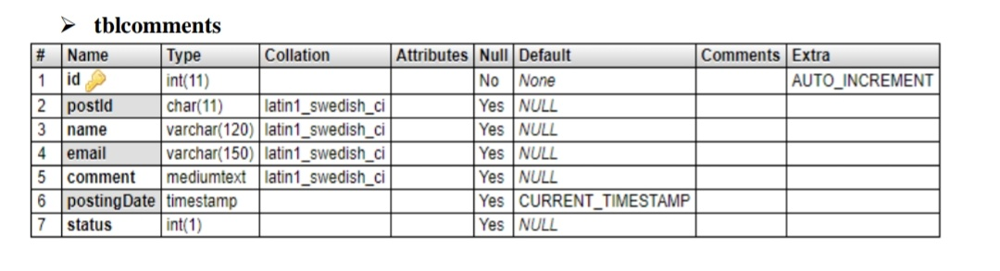 ➢ tblcomments
# Name Type Collation Attributes Null Default Comments Extra
1 id int(11) No None AUTO_INCREMENT
2 postId char(11) latin1_swedish_ci Yes NULL
3 name varchar(120) latin1_swedish_ci Yes NULL
4 email varchar(150) latin1_swedish_ci Yes NULL
5 comment mediumtext latin1_swedish_ci Yes NULL
6 postingDate timestamp Yes CURRENT_TIMESTAMP
7 status int(1) Yes NULL